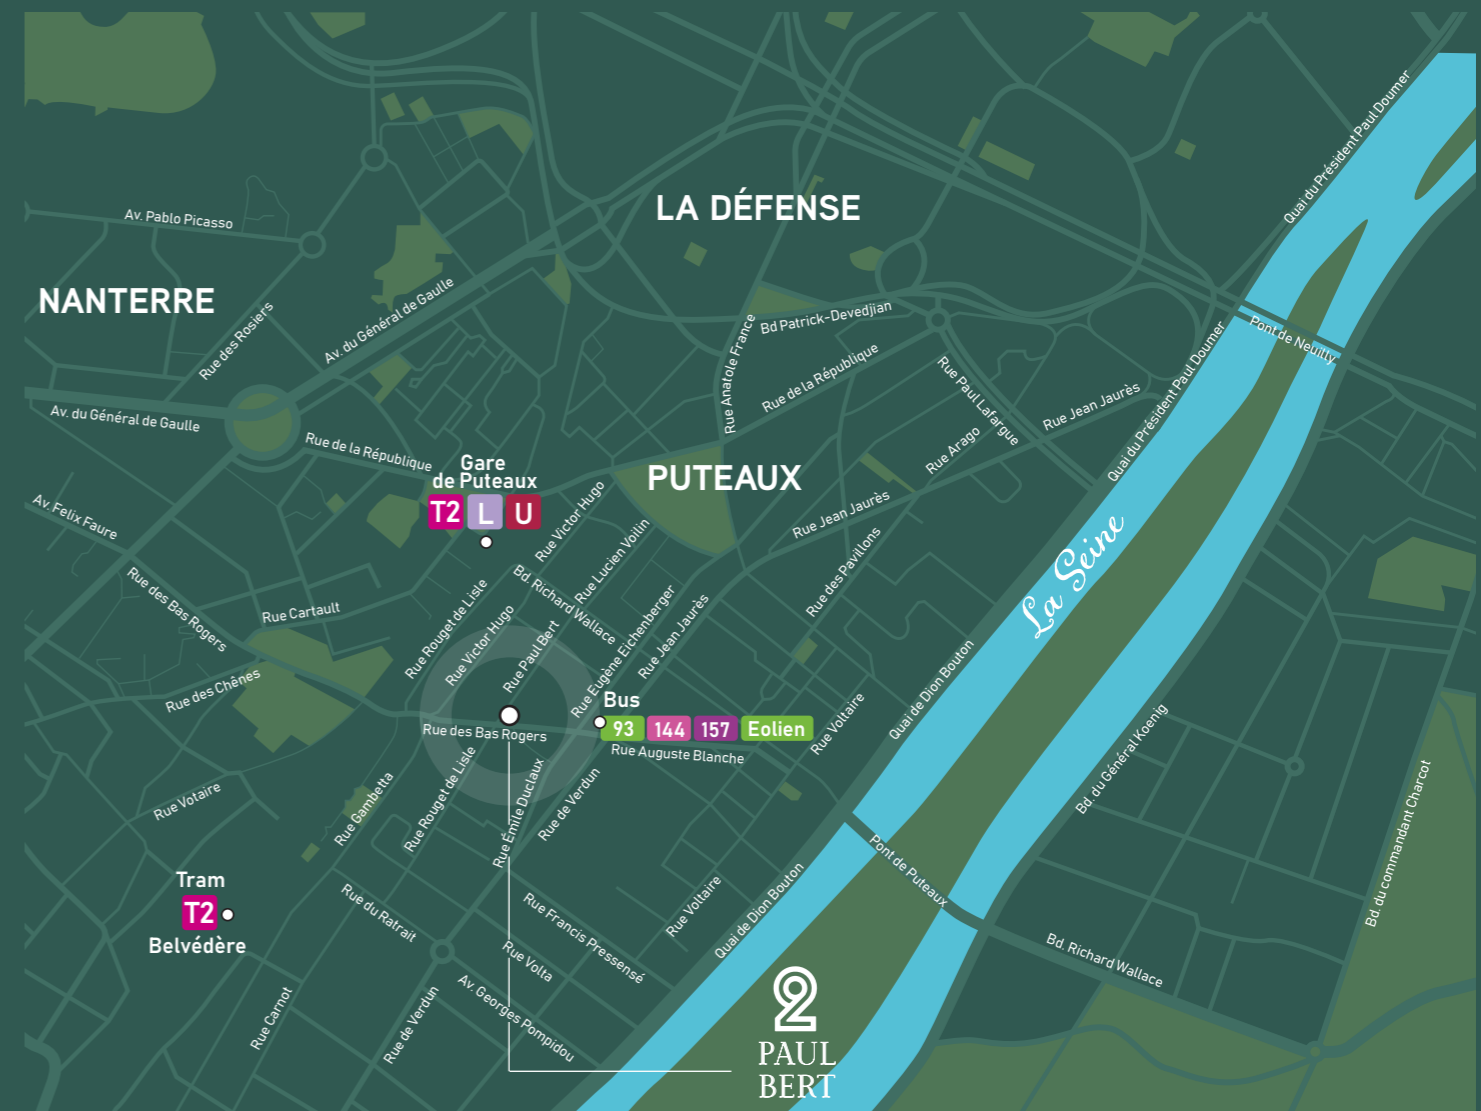 Quai du Président Paul Doumer
LA DÉFENSE
Av. Pablo Picasso
NANTERRE
Rue des Rosiers
Av. du Général de Gaulle
Bd Patrick-Devedjian
Pont de Neuilly
Rue Anatole France
Rue de la République
Rue Paul Lafargue
Quai du Président Paul Doumer
Rue Jean Jaurès
Av. du Général de Gaulle
Rue de la République
Rue Arago
Gare
de Puteaux
T2 L U
PUTEAUX
Rue Victor Hugo
Rue Jean Jaurès
Av. Felix Faure
Rue Lucien Voilin
Rue des Pavillons
La Seine
Rue des Bas Rogers
Rue Cartault
Bd. Richard Wallace
Rue Rouget de Lisle
Rue Victor Hugo
Rue Paul Bert
Rue Eugène Eichenberger
Rue Jean Jaurès
Rue des Chênes
Quai de Dion Bouton
Bus
93 144 157 Eolien
Rue des Bas Rogers
Rue Auguste Blanche
Rue Voltaire
Bd. du Général Koenig
Rue Votaire
Rue Gambetta
Rue Rouget de Lisle
Rue Émile Duclaux
Rue de Verdun
Bd. du commandant Charcot
Pont de Puteaux
Tram
T2
Belvédère
Rue du Ratrait
Rue Francis Pressensé
Rue Voltaire
Quai de Dion Bouton
Rue Volta
Bd. Richard Wallace
Av. Georges Pompidou
Rue Carnot
Rue de Verdun
2
PAUL
BERT